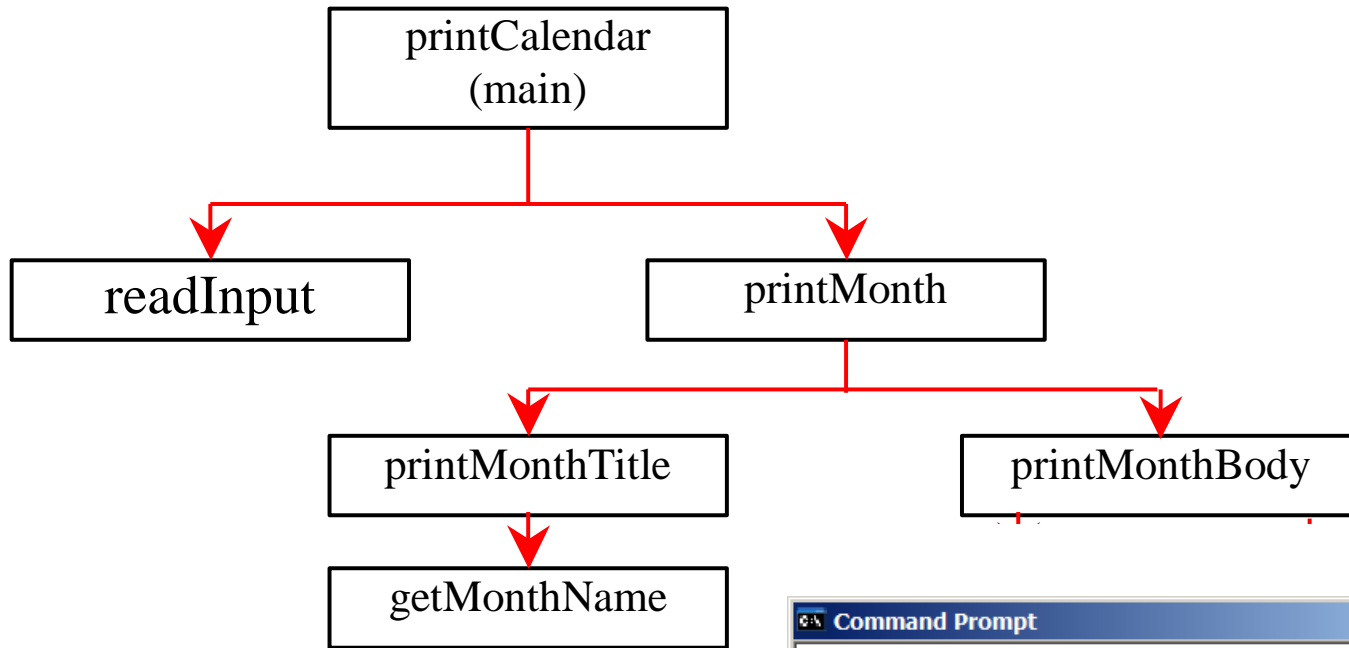 printCalendar
(main)
readInput
printMonth
printMonthTitle
printMonthBody
getMonthName
Command Prompt